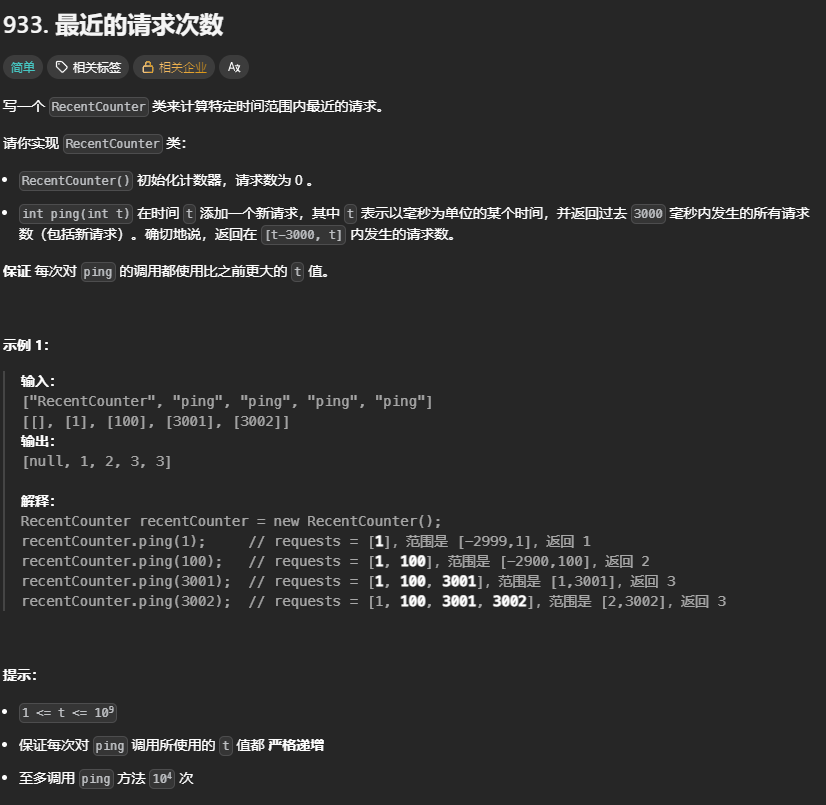 933. 最近的请求次数
简单 相关标签 相关企业 Ax
写一个 RecentCounter 类来计算特定时间范围内最近的请求。
请你实现 RecentCounter 类：
• RecentCounter() 初始化计数器，请求数为 0 。
• int ping(int t) 在时间 t 添加一个新请求，其中 t 表示以毫秒为单位的某个时间，并返回过去 3000 毫秒内发生的所有请求
数（包括新请求）。确切地说，返回在 [t-3000, t] 内发生的请求数。
保证 每次对 ping 的调用都使用比之前更大的 t 值。
示例 1：
输入：
["RecentCounter", "ping", "ping", "ping", "ping"]
[[], [1], [100], [3001], [3002]]
输出：
[null, 1, 2, 3, 3]
解释：
RecentCounter recentCounter = new RecentCounter();
recentCounter.ping(1);     // requests = [1]，范围是 [-2999,1]，返回 1
recentCounter.ping(100);   // requests = [1, 100]，范围是 [-2900,100]，返回 2
recentCounter.ping(3001);  // requests = [1, 100, 3001]，范围是 [1,3001]，返回 3
recentCounter.ping(3002);  // requests = [1, 100, 3001, 3002]，范围是 [2,3002]，返回 3
提示：
• 1 <= t <= 10⁹
• 保证每次对 ping 调用所使用的 t 值都 严格递增
• 至多调用 ping 方法 10⁴ 次